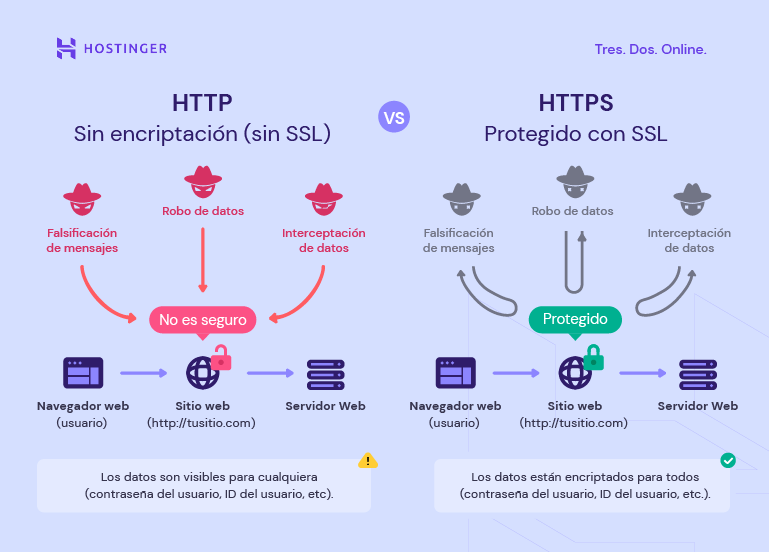 HOSTINGER
Tres. Dos. Online.
HTTP
Sin encriptación (sin SSL)
VS
HTTPS
Protegido con SSL
Falsificación
de mensajes
Robo de datos
Interceptación
de datos
No es seguro
Navegador web
(usuario)
Sitio web
(http://tusitio.com)
Servidor Web
Los datos son visibles para cualquiera
(contraseña del usuario, ID del usuario, etc).
Falsificación
de mensajes
Robo de datos
Interceptación
de datos
Protegido
Navegador web
(usuario)
Sitio web
(http://tusitio.com)
Servidor Web
Los datos están encriptados para todos
(contraseña del usuario, ID del usuario, etc.).